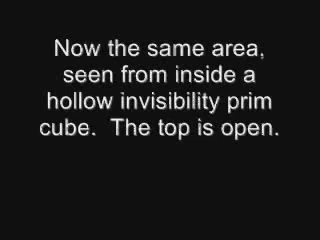 Now the same area,
seen from inside a
hollow invisibility prim
cube.  The top is open.